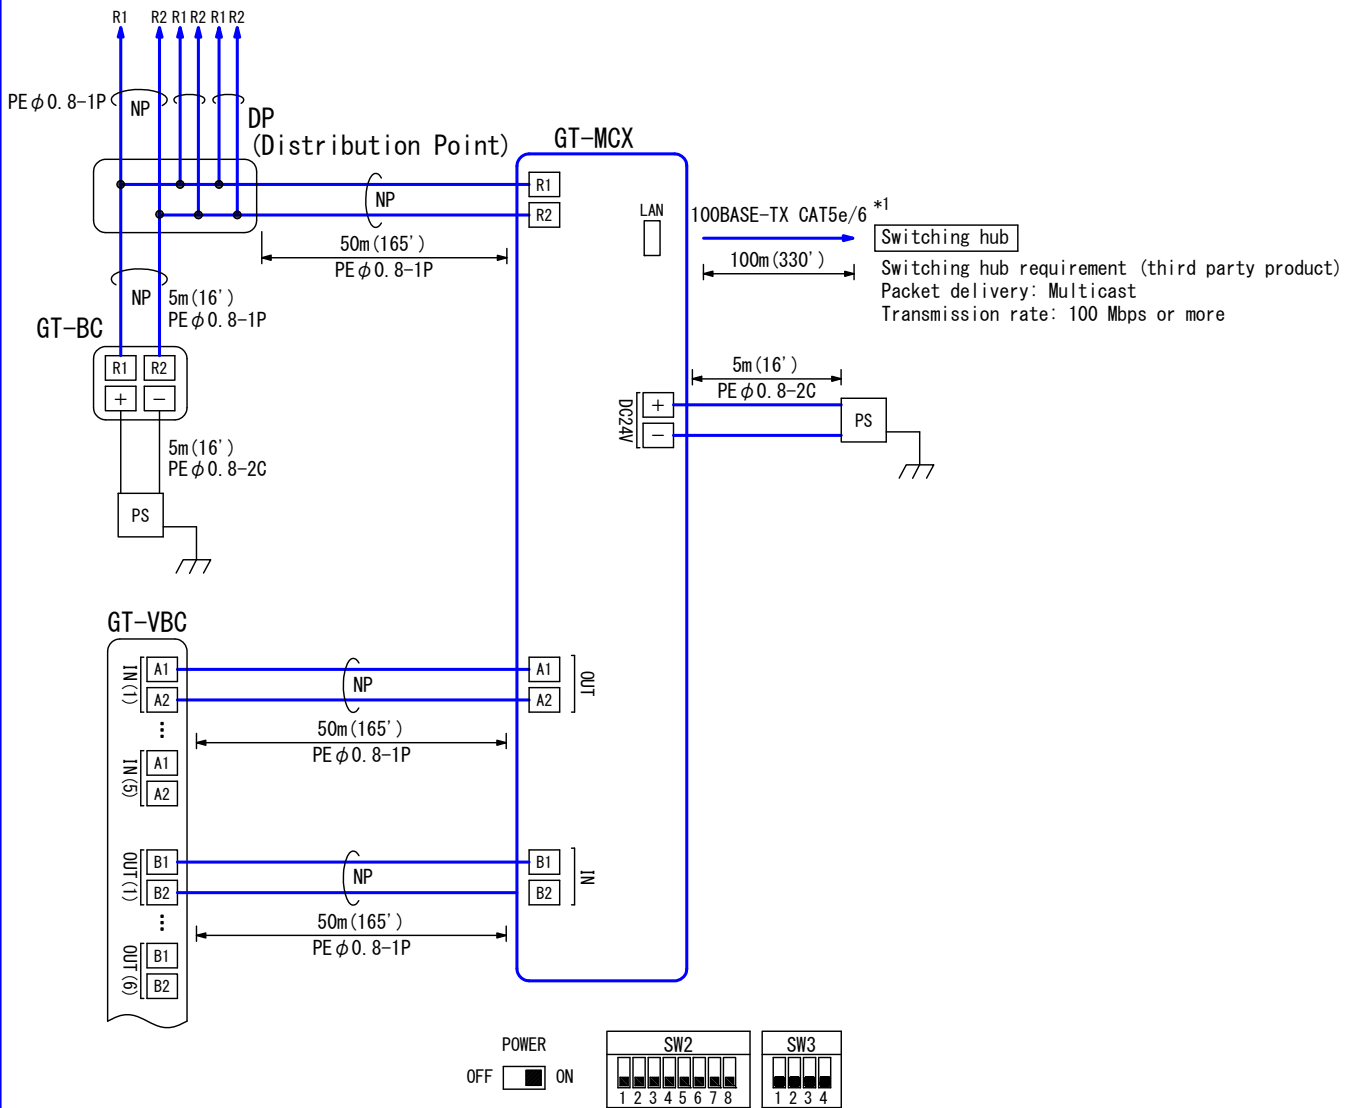 R1 R2 R1 R2 R1 R2
PEφ0.8-1P
NP
DP
(Distribution Point)
GT-MCX
R1
R2
NP
50m(165')
PEφ0.8-1P
LAN
100BASE-TX CAT5e/6 *1
Switching hub
100m(330')
Switching hub requirement (third party product)
Packet delivery: Multicast
Transmission rate: 100 Mbps or more
NP
5m(16')
PEφ0.8-1P
GT-BC
R1 R2
+ −
5m(16')
PEφ0.8-2C
PS
5m(16')
PEφ0.8-2C
DC24V
+
−
PS
GT-VBC
IN(1)
A1
A2
NP
50m(165')
PEφ0.8-1P
A1
A2
OUT
⋮
IN(5)
A1
A2
OUT(1)
B1
B2
NP
50m(165')
PEφ0.8-1P
B1
B2
IN
⋮
OUT(6)
B1
B2
POWER
OFF ON
SW2
1 2 3 4 5 6 7 8
SW3
1 2 3 4